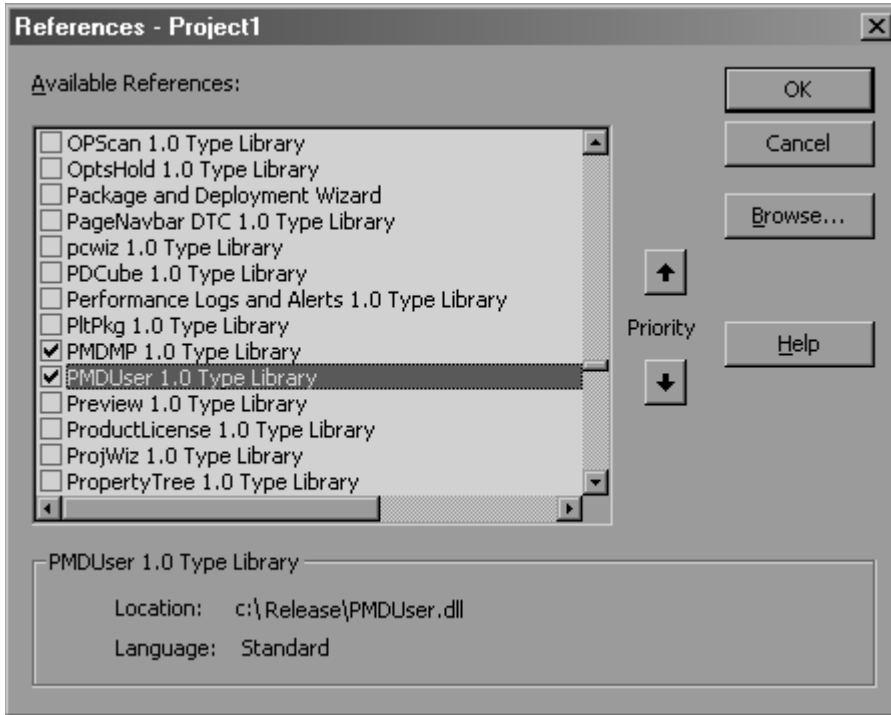 References - Project1
Available References:
OK
OPScan 1.0 Type Library
OptsHold 1.0 Type Library
Cancel
Package and Deployment Wizard
PageNavbar DTC 1.0 Type Library
Browse...
pcwiz 1.0 Type Library
PDCube 1.0 Type Library
Performance Logs and Alerts 1.0 Type Library
PltPkg 1.0 Type Library
Priority
PMDMP 1.0 Type Library
Help
PMDUser 1.0 Type Library
Preview 1.0 Type Library
ProductLicense 1.0 Type Library
ProjWiz 1.0 Type Library
PropertyTree 1.0 Type Library
PMDUser 1.0 Type Library
Location: c:\Release\PMDUser.dll
Language: Standard